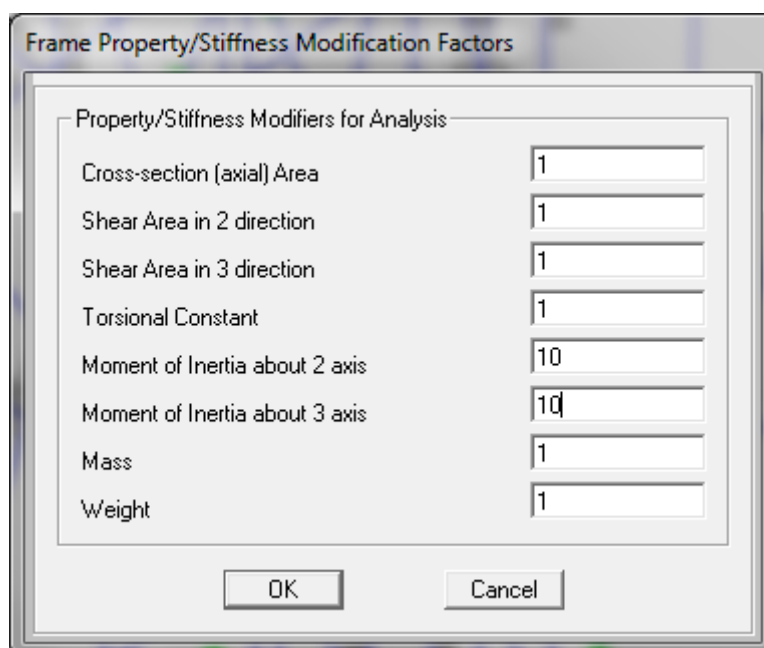 Frame Property/Stiffness Modification Factors
Property/Stiffness Modifiers for Analysis
Cross-section (axial) Area 1
Shear Area in 2 direction 1
Shear Area in 3 direction 1
Torsional Constant 1
Moment of Inertia about 2 axis 10
Moment of Inertia about 3 axis 10
Mass 1
Weight 1
OK Cancel